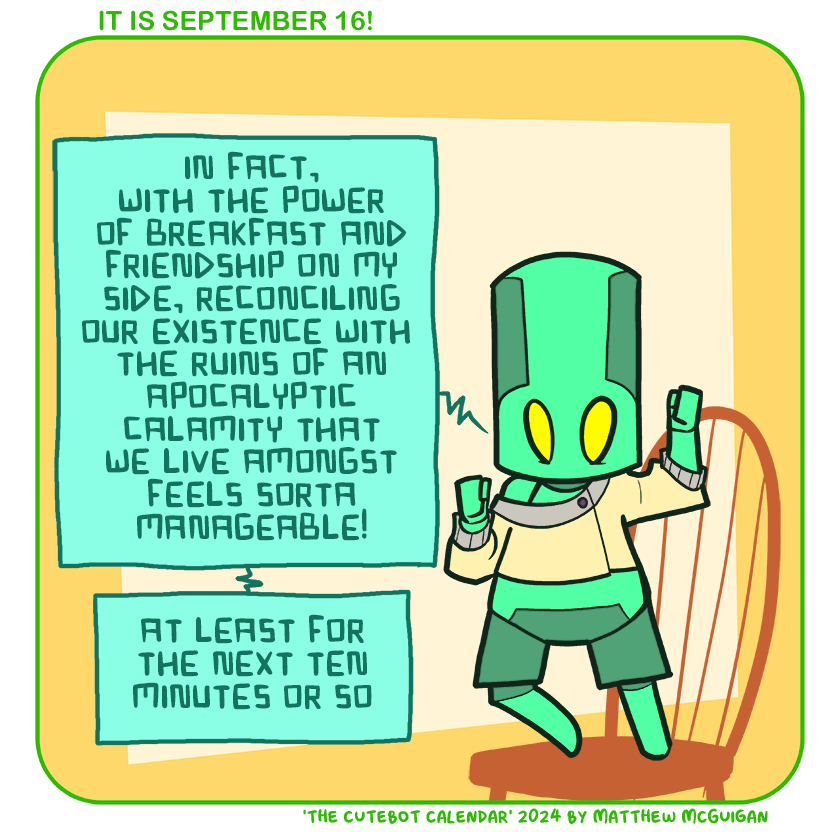 IT IS SEPTEMBER 16!
IN FACT,
WITH THE POWER
OF BREAKFAST AND
FRIENDSHIP ON MY
SIDE, RECONCILING
OUR EXISTENCE WITH
THE RUINS OF AN
APOCALYPTIC
CALAMITY THAT
WE LIVE AMONGST
FEELS SORTA
MANAGEABLE!
AT LEAST FOR
THE NEXT TEN
MINUTES OR SO
'THE CUTEBOT CALENDAR' 2024 BY MATTHEW MCGUIGAN